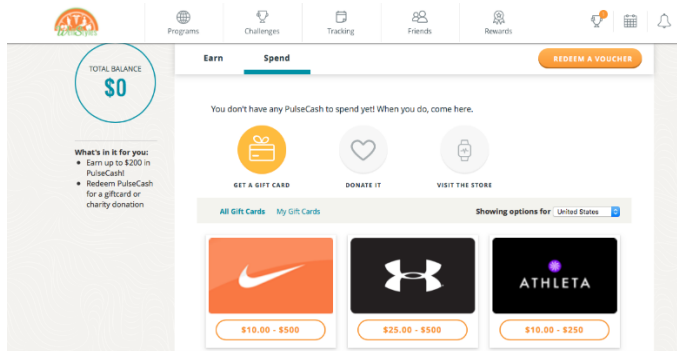 Programs
Challenges
Tracking
Friends
Rewards
TOTAL BALANCE
$0
What's in it for you:
Earn up to $200 in
PulseCash!
Redeem PulseCash
for a giftcard or
charity donation
Earn
Spend
REDEEM A VOUCHER
You don't have any PulseCash to spend yet! When you do, come here.
GET A GIFT CARD
DONATE IT
VISIT THE STORE
All Gift Cards
My Gift Cards
Showing options for United States
ATHLETA
$10.00 - $500
$25.00 - $500
$10.00 - $250